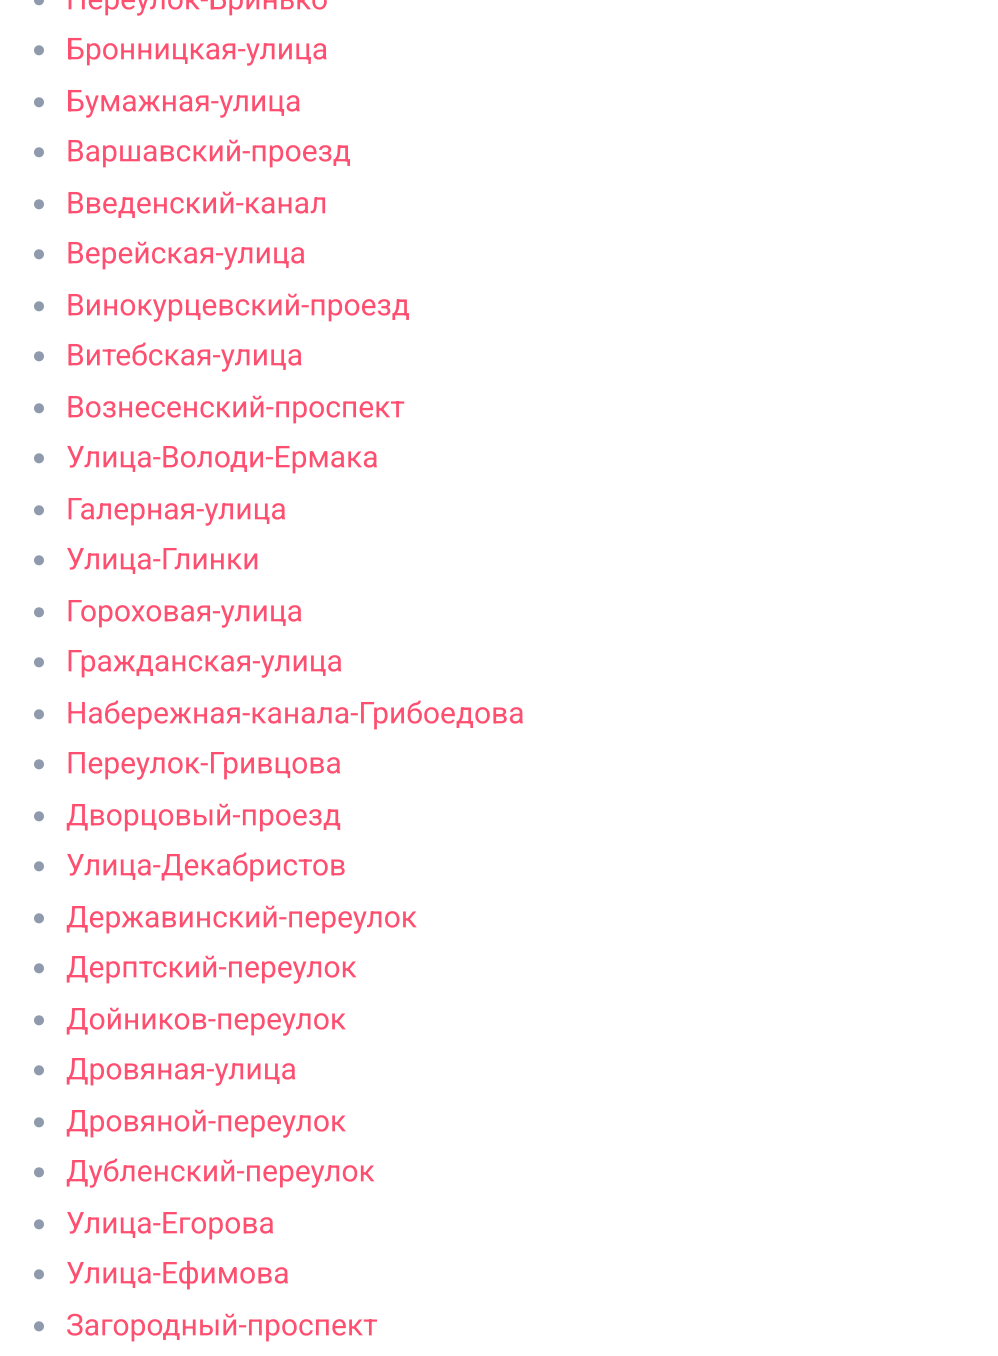 Переулок-Бринько
Бронницкая-улица
Бумажная-улица
Варшавский-проезд
Введенский-канал
Верейская-улица
Винокурцевский-проезд
Витебская-улица
Вознесенский-проспект
Улица-Володи-Ермака
Галерная-улица
Улица-Глинки
Гороховая-улица
Гражданская-улица
Набережная-канала-Грибоедова
Переулок-Гривцова
Дворцовый-проезд
Улица-Декабристов
Державинский-переулок
Дерптский-переулок
Дойников-переулок
Дровяная-улица
Дровяной-переулок
Дубленский-переулок
Улица-Егорова
Улица-Ефимова
Загородный-проспект